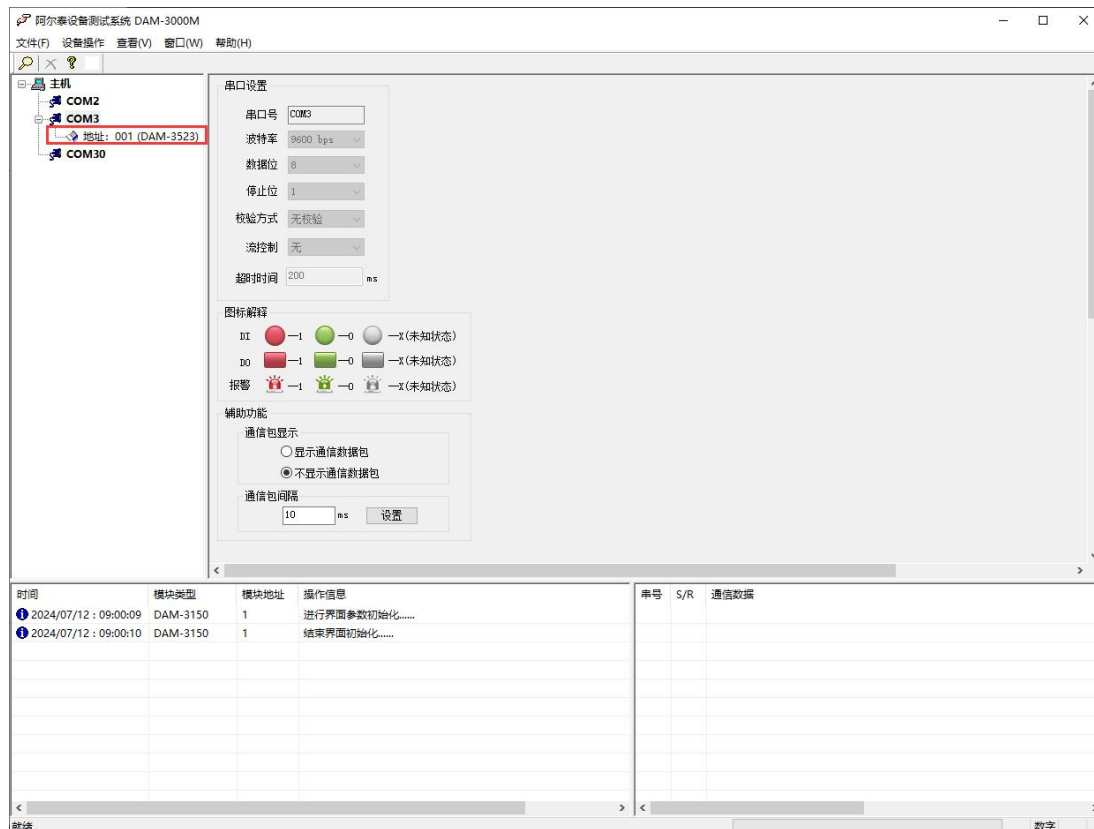 阿尔泰设备测试系统 DAM-3000M
文件(F) 设备操作 查看(V) 窗口(W) 帮助(H)
主机
COM2
COM3
地址：001 (DAM-3523)
COM30
串口设置
串口号 COM3
波特率 9600 bps
数据位 8
停止位 1
校验方式 无校验
流控制 无
超时时间 200 ms
图标解释
DI —1 —0 —X(未知状态)
DO —1 —0 —X(未知状态)
报警 —1 —0 —X(未知状态)
辅助功能
通信包显示
显示通信数据包
不显示通信数据包
通信包间隔
10 ms 设置
时间 模块类型 模块地址 操作信息
2024/07/12 : 09:00:09 DAM-3150 1 进行界面参数初始化......
2024/07/12 : 09:00:10 DAM-3150 1 结束界面初始化......
串号 S/R 通信数据
就绪 数字